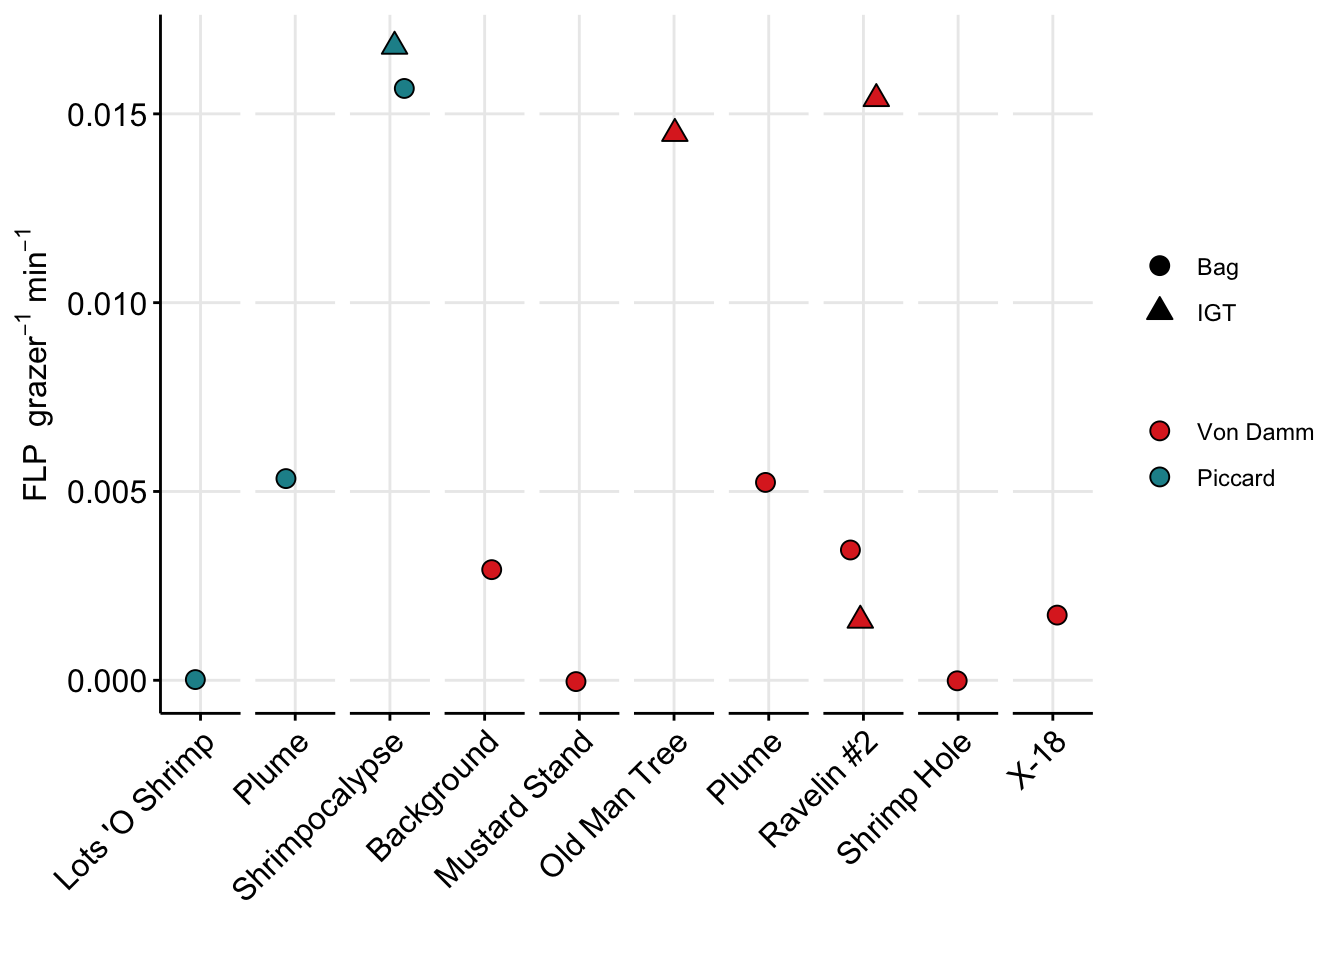 FLP grazer⁻¹ min⁻¹
0.015
0.010
0.005
0.000
Lots 'O Shrimp
Plume
Shrimpocalypse
Background
Mustard Stand
Old Man Tree
Plume
Ravelin #2
Shrimp Hole
X-18
Bag
IGT
Von Damm
Piccard